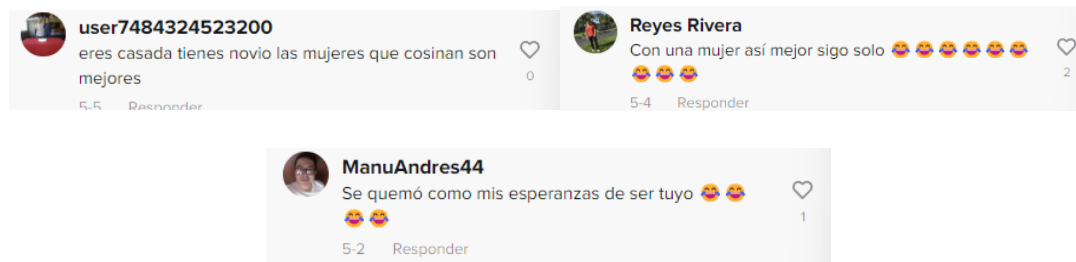 user7484324523200
eres casada tienes novio las mujeres que cosinan son
mejores
0
5-5 Responder
Reyes Rivera
Con una mujer así mejor sigo solo 😂😂😂😂😂😂
😂😂😂
2
5-4 Responder
ManuAndres44
Se quemó como mis esperanzas de ser tuyo 😂😂
😂😂
1
5-2 Responder